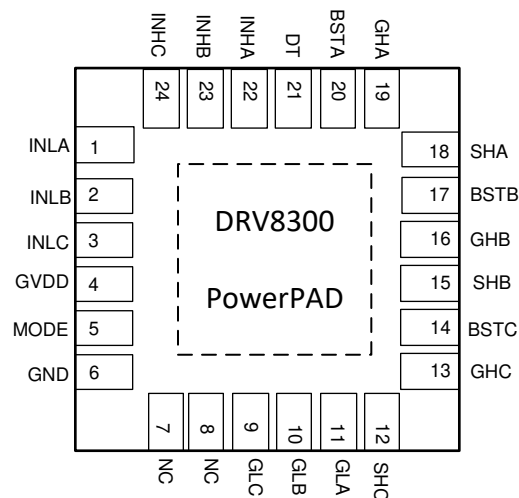 INHC
INHB
INHA
DT
BSTA
GHA
24
23
22
21
20
19
INLA 1
INLB 2
INLC 3
GVDD 4
MODE 5
GND 6
18 SHA
17 BSTB
16 GHB
15 SHB
14 BSTC
13 GHC
DRV8300
PowerPAD
7
8
9
10
11
12
NC
NC
GLC
GLB
GLA
SHC